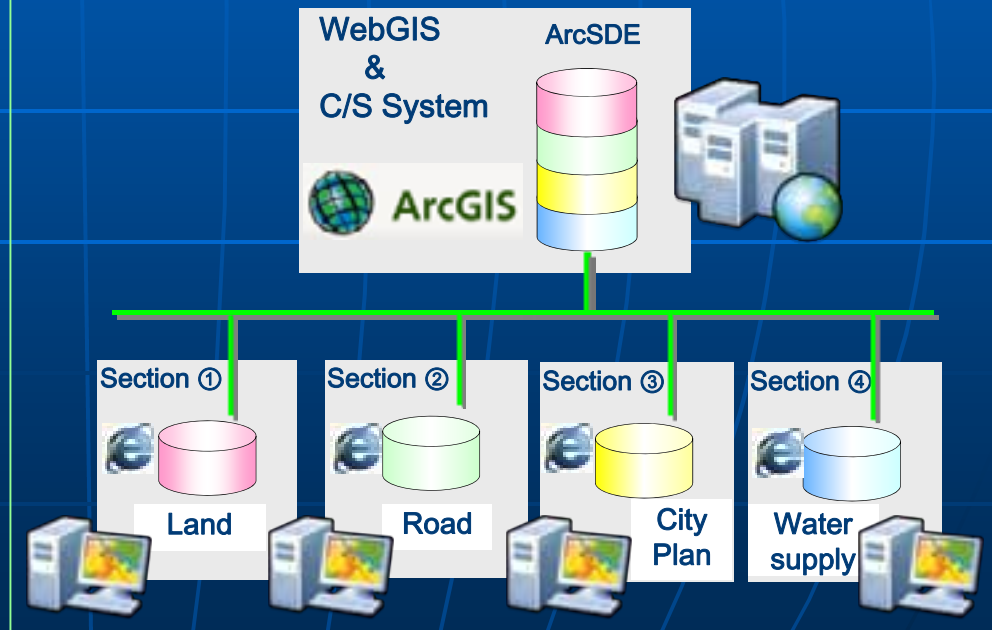 WebGIS
&
C/S System
ArcSDE
ArcGIS
Section ①
Section ②
Section ③
Section ④
Land
Road
City
Plan
Water
supply